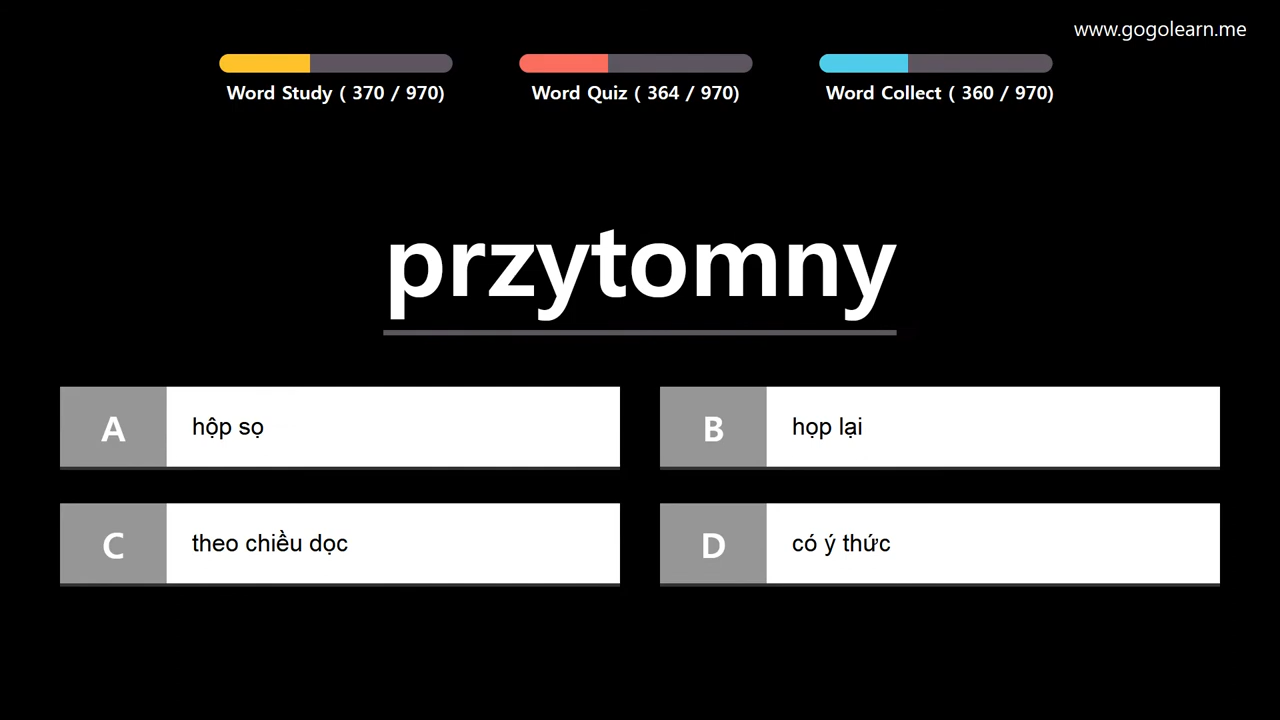 www.gogolearn.me
Word Study ( 370 / 970)
Word Quiz ( 364 / 970)
Word Collect ( 360 / 970)
przytomny
A
hộp sọ
B
họp lại
C
theo chiều dọc
D
có ý thức